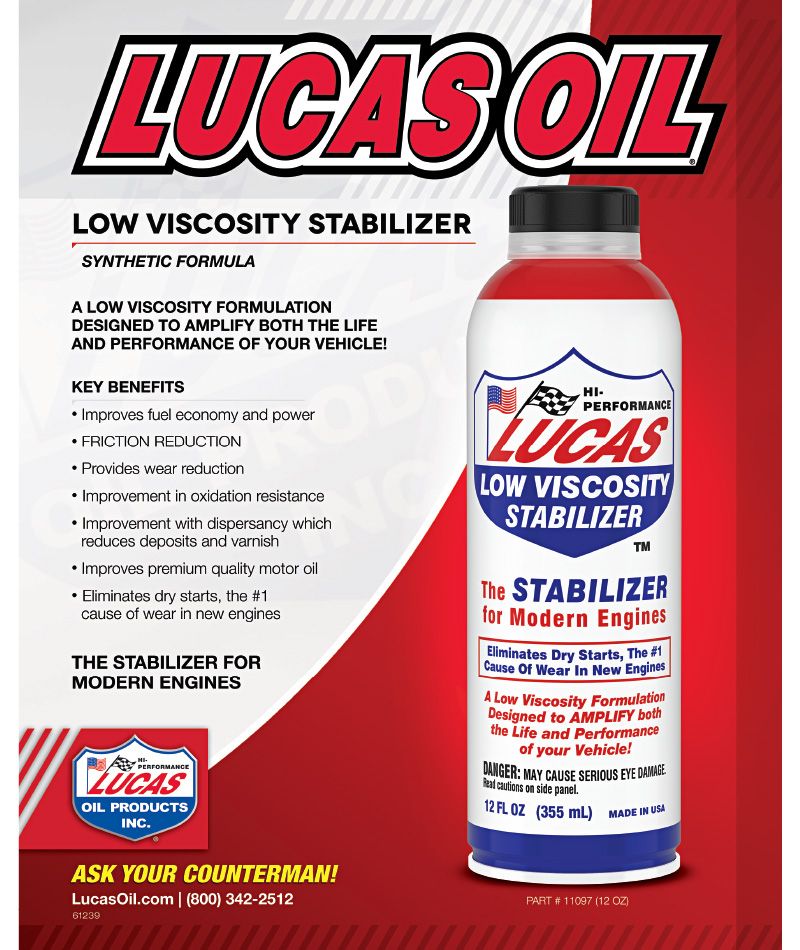 LUCAS OIL®
LOW VISCOSITY STABILIZER
SYNTHETIC FORMULA
A LOW VISCOSITY FORMULATION
DESIGNED TO AMPLIFY BOTH THE LIFE
AND PERFORMANCE OF YOUR VEHICLE!
KEY BENEFITS
• Improves fuel economy and power
• FRICTION REDUCTION
• Provides wear reduction
• Improvement in oxidation resistance
• Improvement with dispersancy which
reduces deposits and varnish
• Improves premium quality motor oil
• Eliminates dry starts, the #1
cause of wear in new engines
THE STABILIZER FOR
MODERN ENGINES
HI-
PERFORMANCE
LUCAS
OIL PRODUCTS
INC.
®
ASK YOUR COUNTERMAN!
LucasOil.com | (800) 342-2512
61239
HI-
PERFORMANCE
LUCAS
LOW VISCOSITY
STABILIZER
TM
The STABILIZER
for Modern Engines
Eliminates Dry Starts, The #1
Cause Of Wear In New Engines
A Low Viscosity Formulation
Designed to AMPLIFY both
the Life and Performance
of your Vehicle!
DANGER: MAY CAUSE SERIOUS EYE DAMAGE.
Read cautions on side panel.
12 FL OZ (355 mL) MADE IN USA
PART # 11097 (12 OZ)